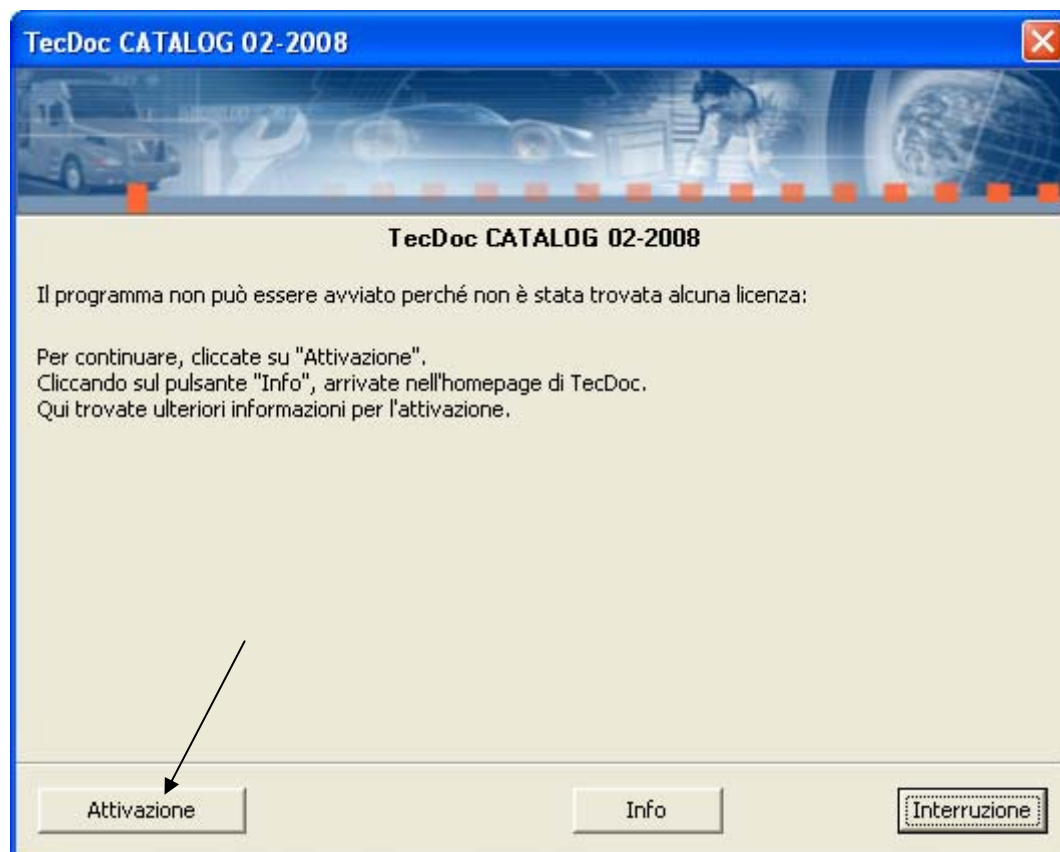 TecDoc CATALOG 02-2008
TecDoc CATALOG 02-2008
Il programma non può essere avviato perché non è stata trovata alcuna licenza:
Per continuare, cliccate su "Attivazione".
Cliccando sul pulsante "Info", arrivate nell'homepage di TecDoc.
Qui trovate ulteriori informazioni per l'attivazione.
Attivazione
Info
Interruzione